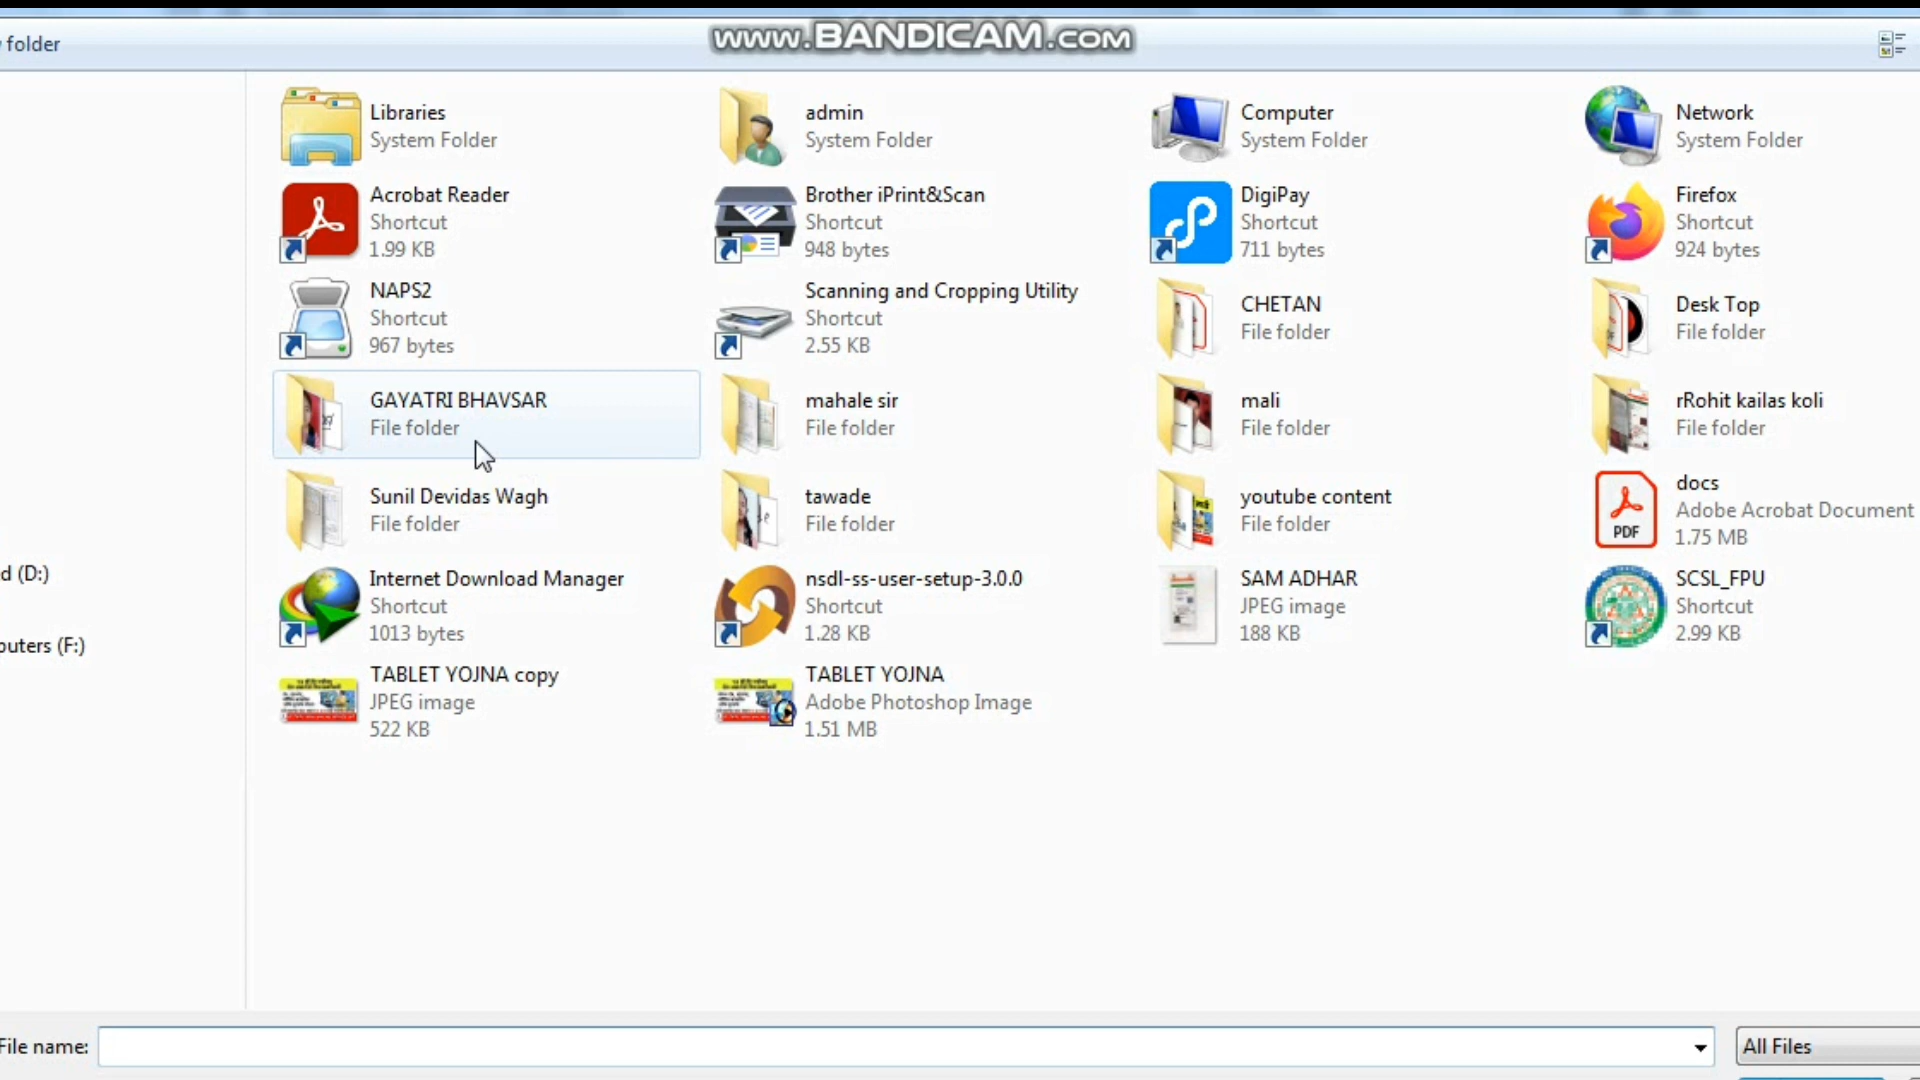 folder
www.BANDICAM.com
Libraries
System Folder
admin
System Folder
Computer
System Folder
Network
System Folder
Acrobat Reader
Shortcut
1.99 KB
Brother iPrint&Scan
Shortcut
948 bytes
DigiPay
Shortcut
711 bytes
Firefox
Shortcut
924 bytes
NAPS2
Shortcut
967 bytes
Scanning and Cropping Utility
Shortcut
2.55 KB
CHETAN
File folder
Desk Top
File folder
GAYATRI BHAVSAR
File folder
mahale sir
File folder
mali
File folder
rRohit kailas koli
File folder
Sunil Devidas Wagh
File folder
tawade
File folder
youtube content
File folder
PDF
docs
Adobe Acrobat Document
1.75 MB
d (D:)
Internet Download Manager
Shortcut
1013 bytes
nsdl-ss-user-setup-3.0.0
Shortcut
1.28 KB
SAM ADHAR
JPEG image
188 KB
SCSL_FPU
Shortcut
2.99 KB
outers (F:)
TABLET YOJNA copy
JPEG image
522 KB
TABLET YOJNA
Adobe Photoshop Image
1.51 MB
File name:
All Files